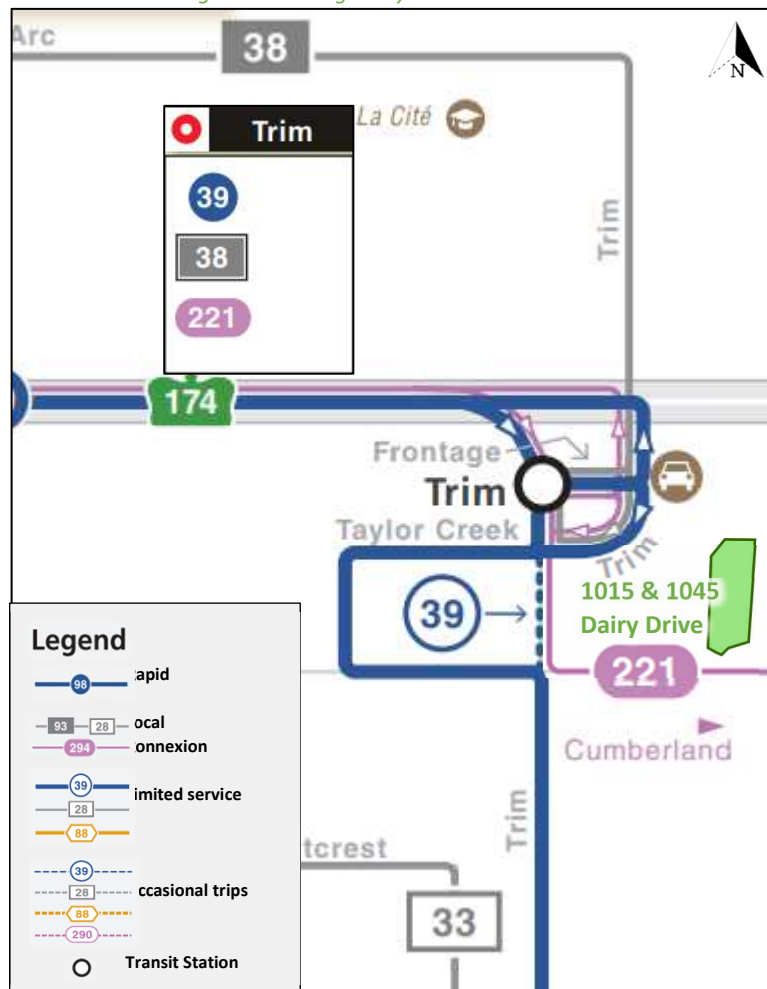 Arc
38
N
La Cité
Trim
39
38
221
Trim
174
Frontage
Trim
Taylor Creek
Trim
39
1015 & 1045
Dairy Drive
221
Cumberland
Trim
tcrest
33
Legend
98
apid
93 28
ocal
294
onnexion
39
imited service
28
88
39
28
ccasional trips
88
290
Transit Station